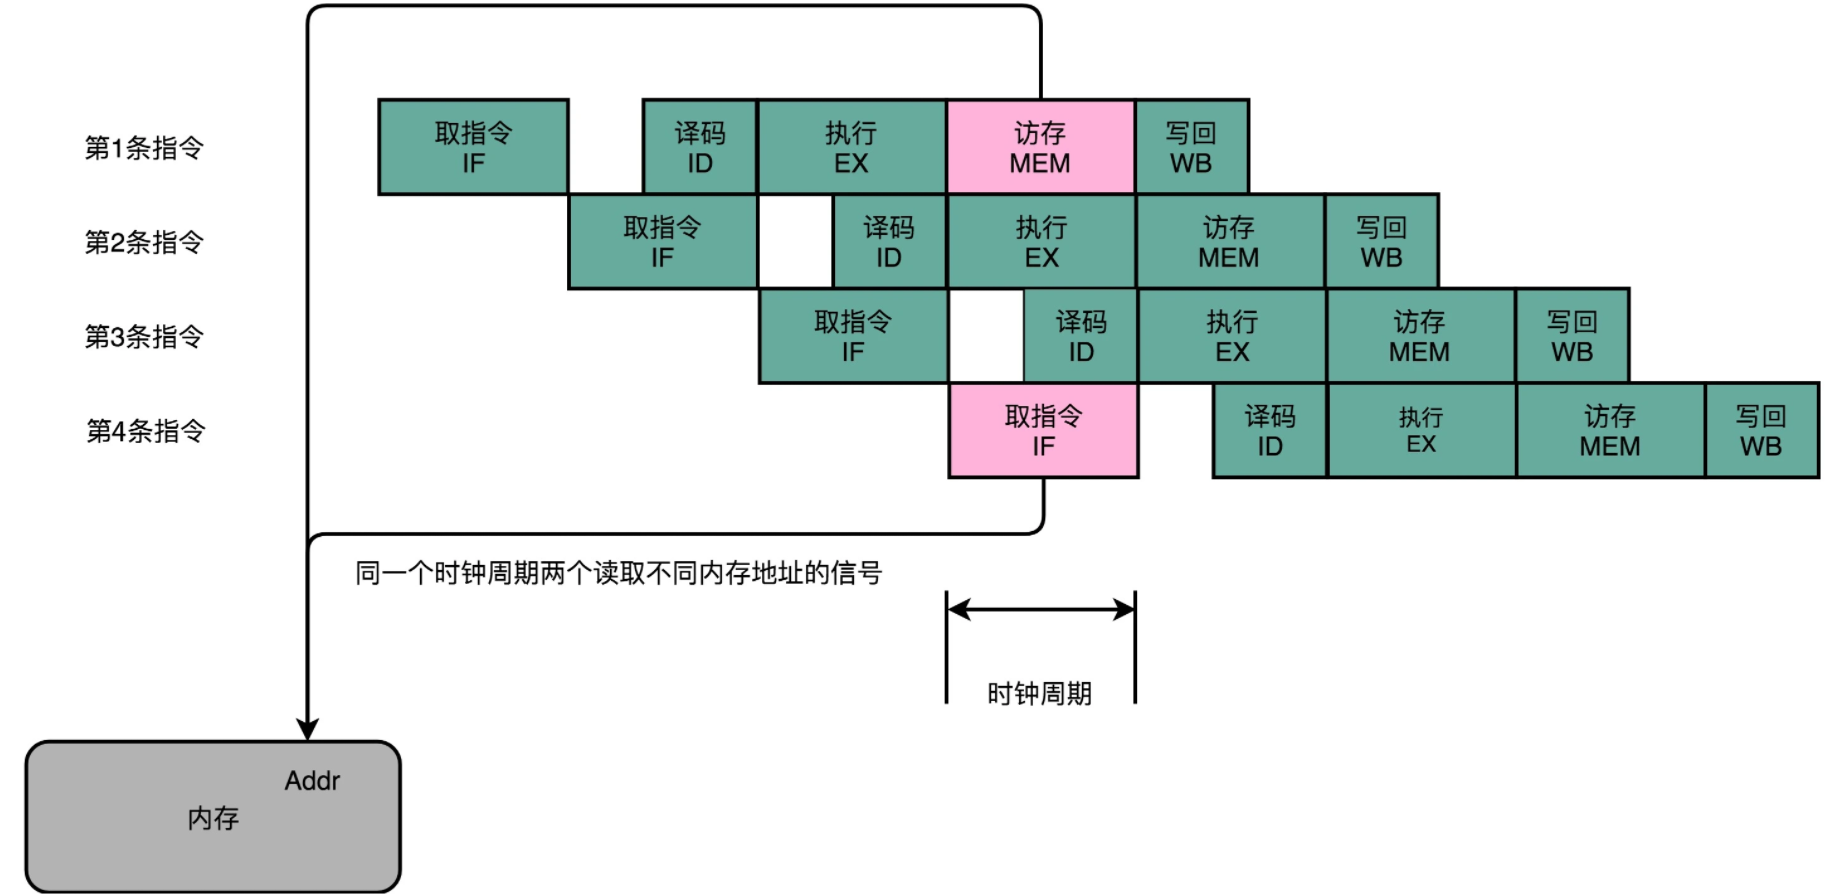 第1条指令
取指令
IF
译码
ID
执行
EX
访存
MEM
写回
WB
第2条指令
取指令
IF
译码
ID
执行
EX
访存
MEM
写回
WB
第3条指令
取指令
IF
译码
ID
执行
EX
访存
MEM
写回
WB
第4条指令
取指令
IF
译码
ID
执行
EX
访存
MEM
写回
WB
同一个时钟周期两个读取不同内存地址的信号
时钟周期
Addr
内存